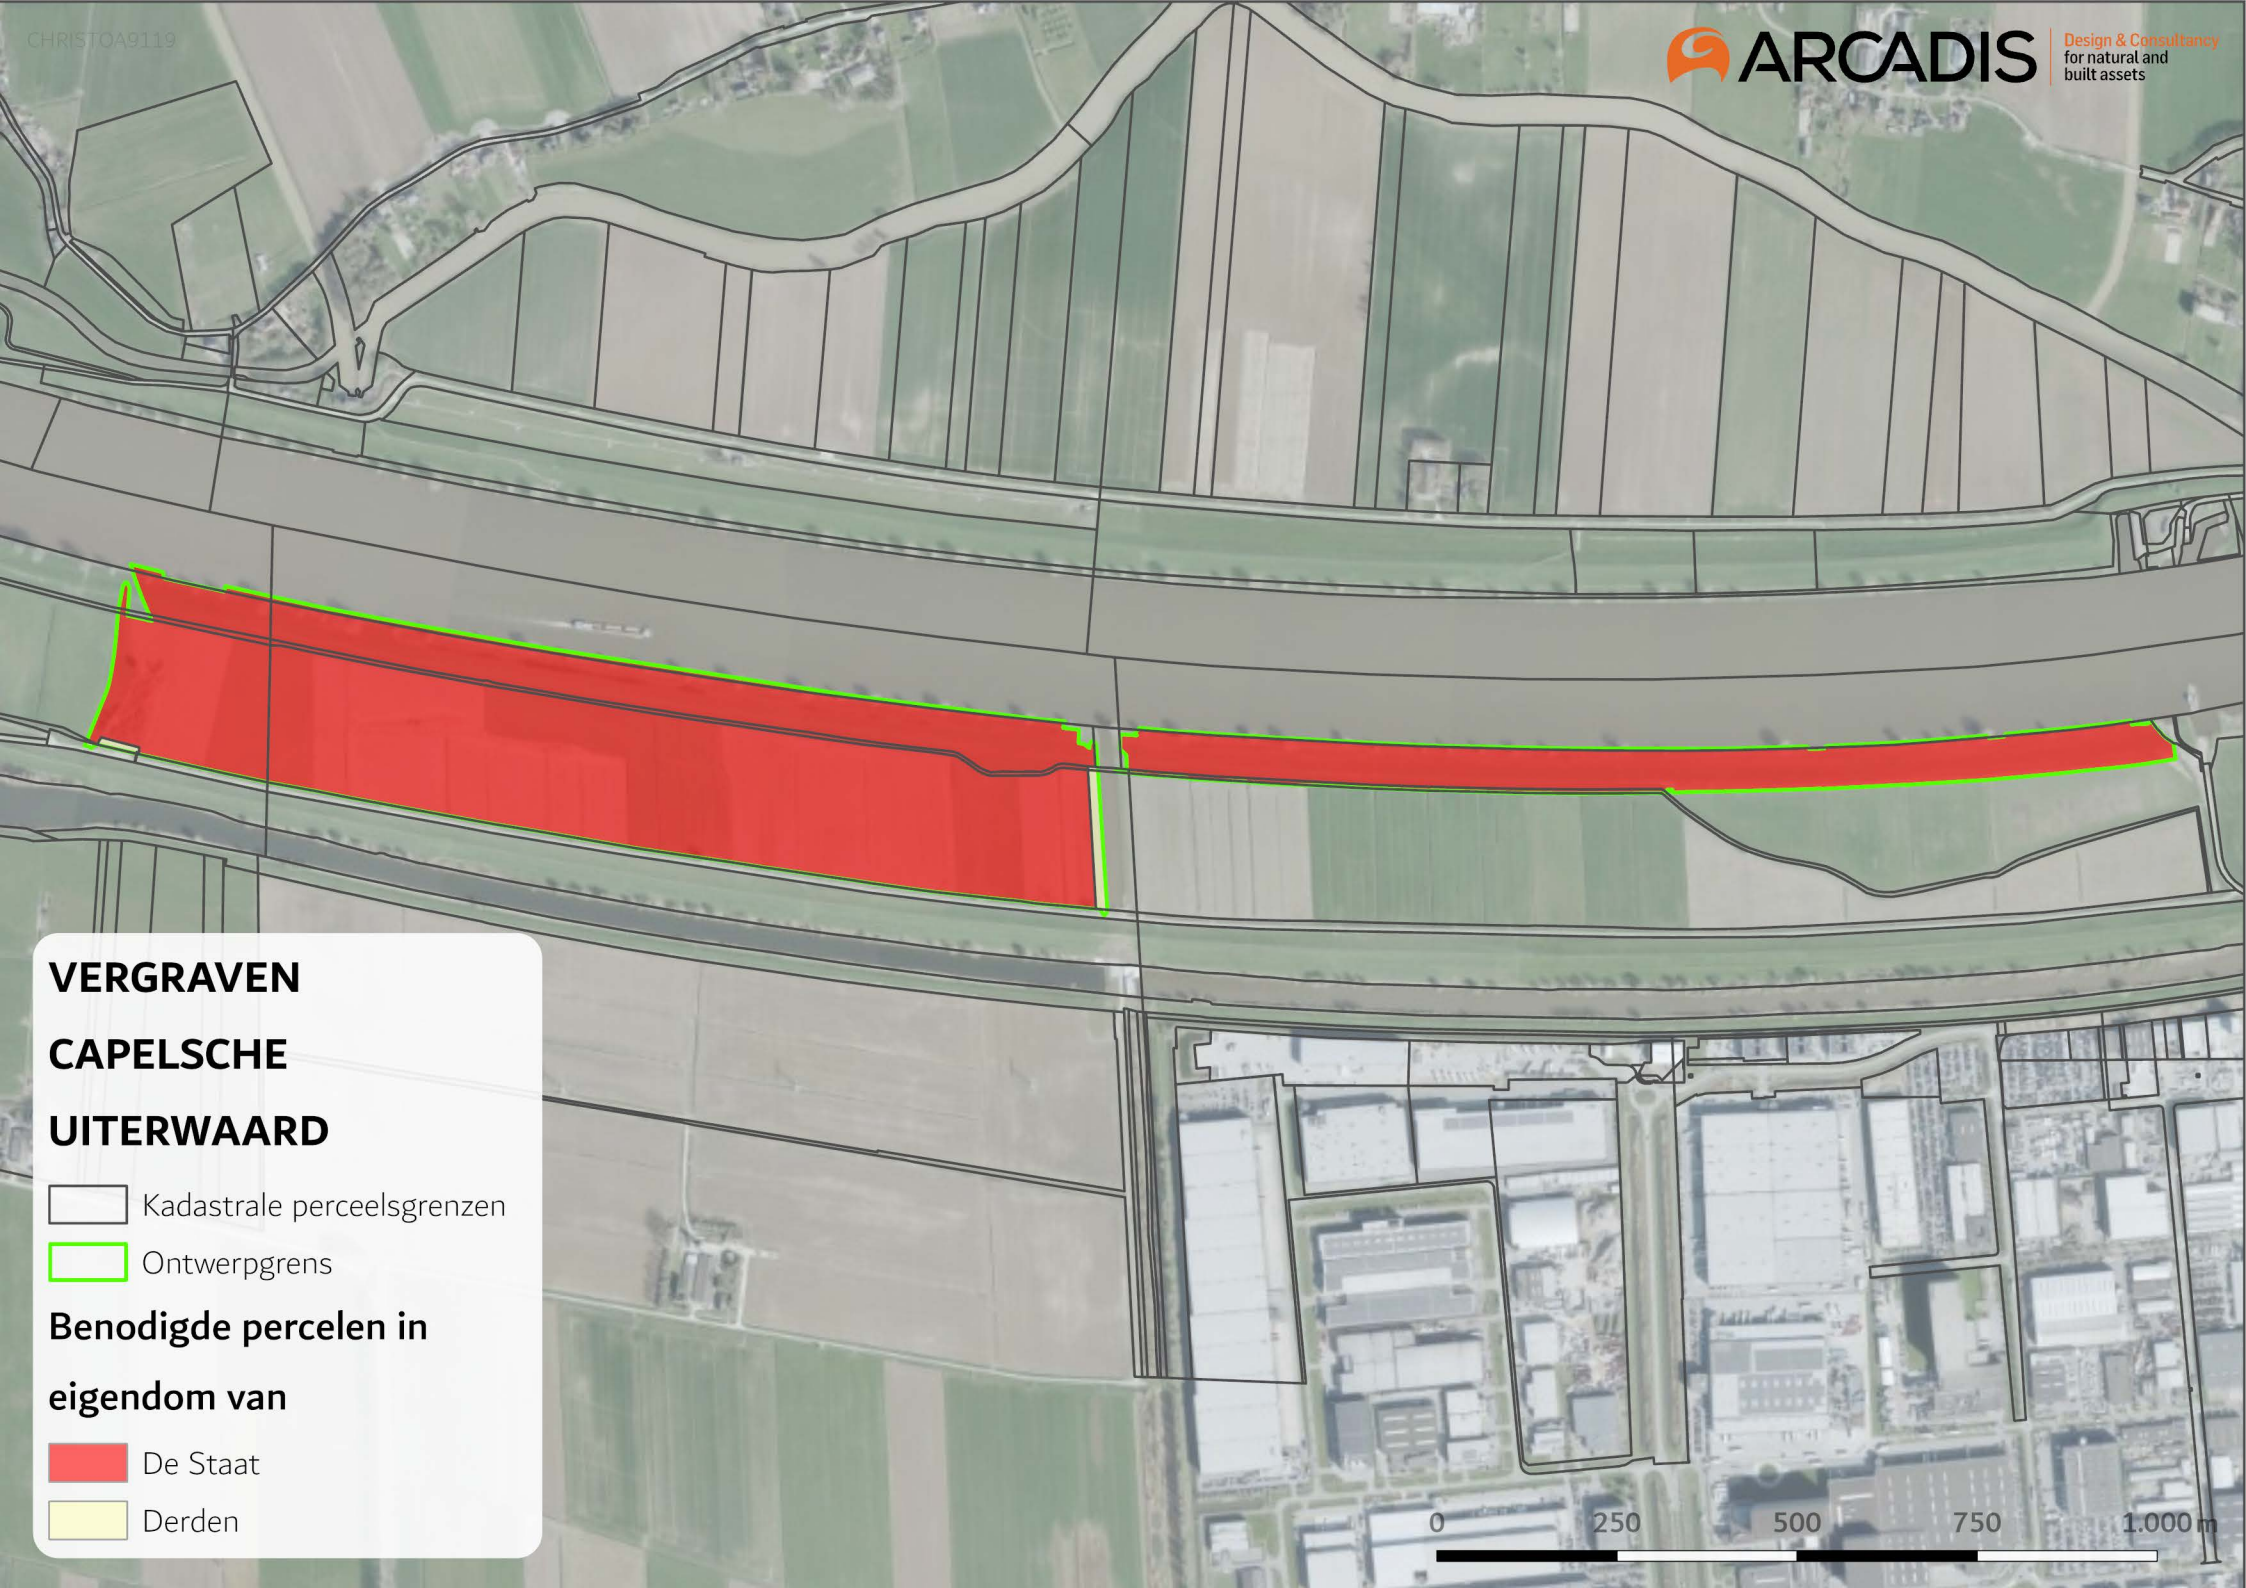 CHRISTOA9119
ARCADIS
Design & Consultancy
for natural and
built assets
VERGRAVEN
CAPELSCHE
UITERWAARD
Kadastrale perceelsgrenzen
Ontwerpgrens
Benodigde percelen in
eigendom van
De Staat
Derden
0 250 500 750 1.000 m